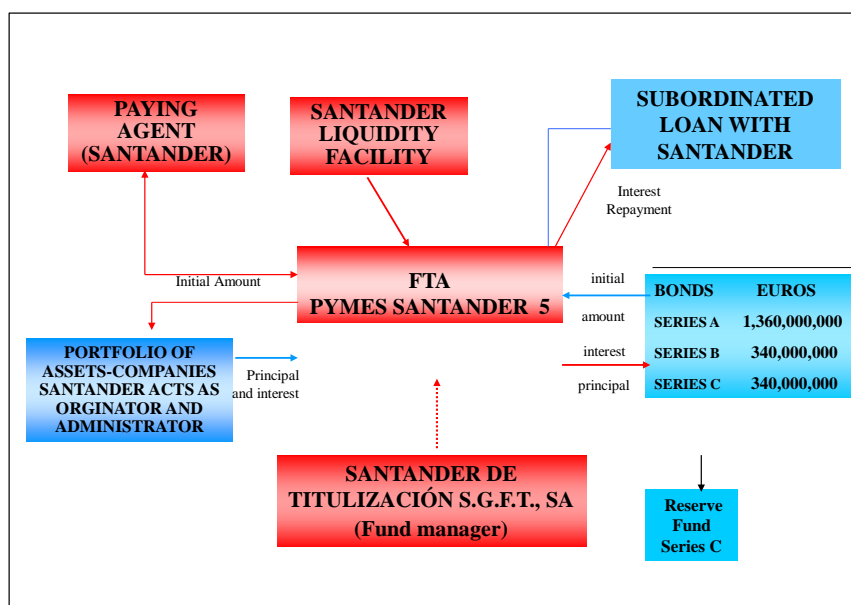 PAYING
AGENT
(SANTANDER)
SANTANDER
LIQUIDITY
FACILITY
SUBORDINATED
LOAN WITH
SANTANDER
Interest
Repayment
Initial Amount
FTA
PYMES SANTANDER 5
initial
amount
interest
principal
BONDS EUROS
SERIES A 1,360,000,000
SERIES B 340,000,000
SERIES C 340,000,000
PORTFOLIO OF
ASSETS-COMPANIES
SANTANDER ACTS AS
ORGINATOR AND
ADMINISTRATOR
Principal
and interest
SANTANDER DE
TITULIZACIÓN S.G.F.T., SA
(Fund manager)
Reserve
Fund
Series C